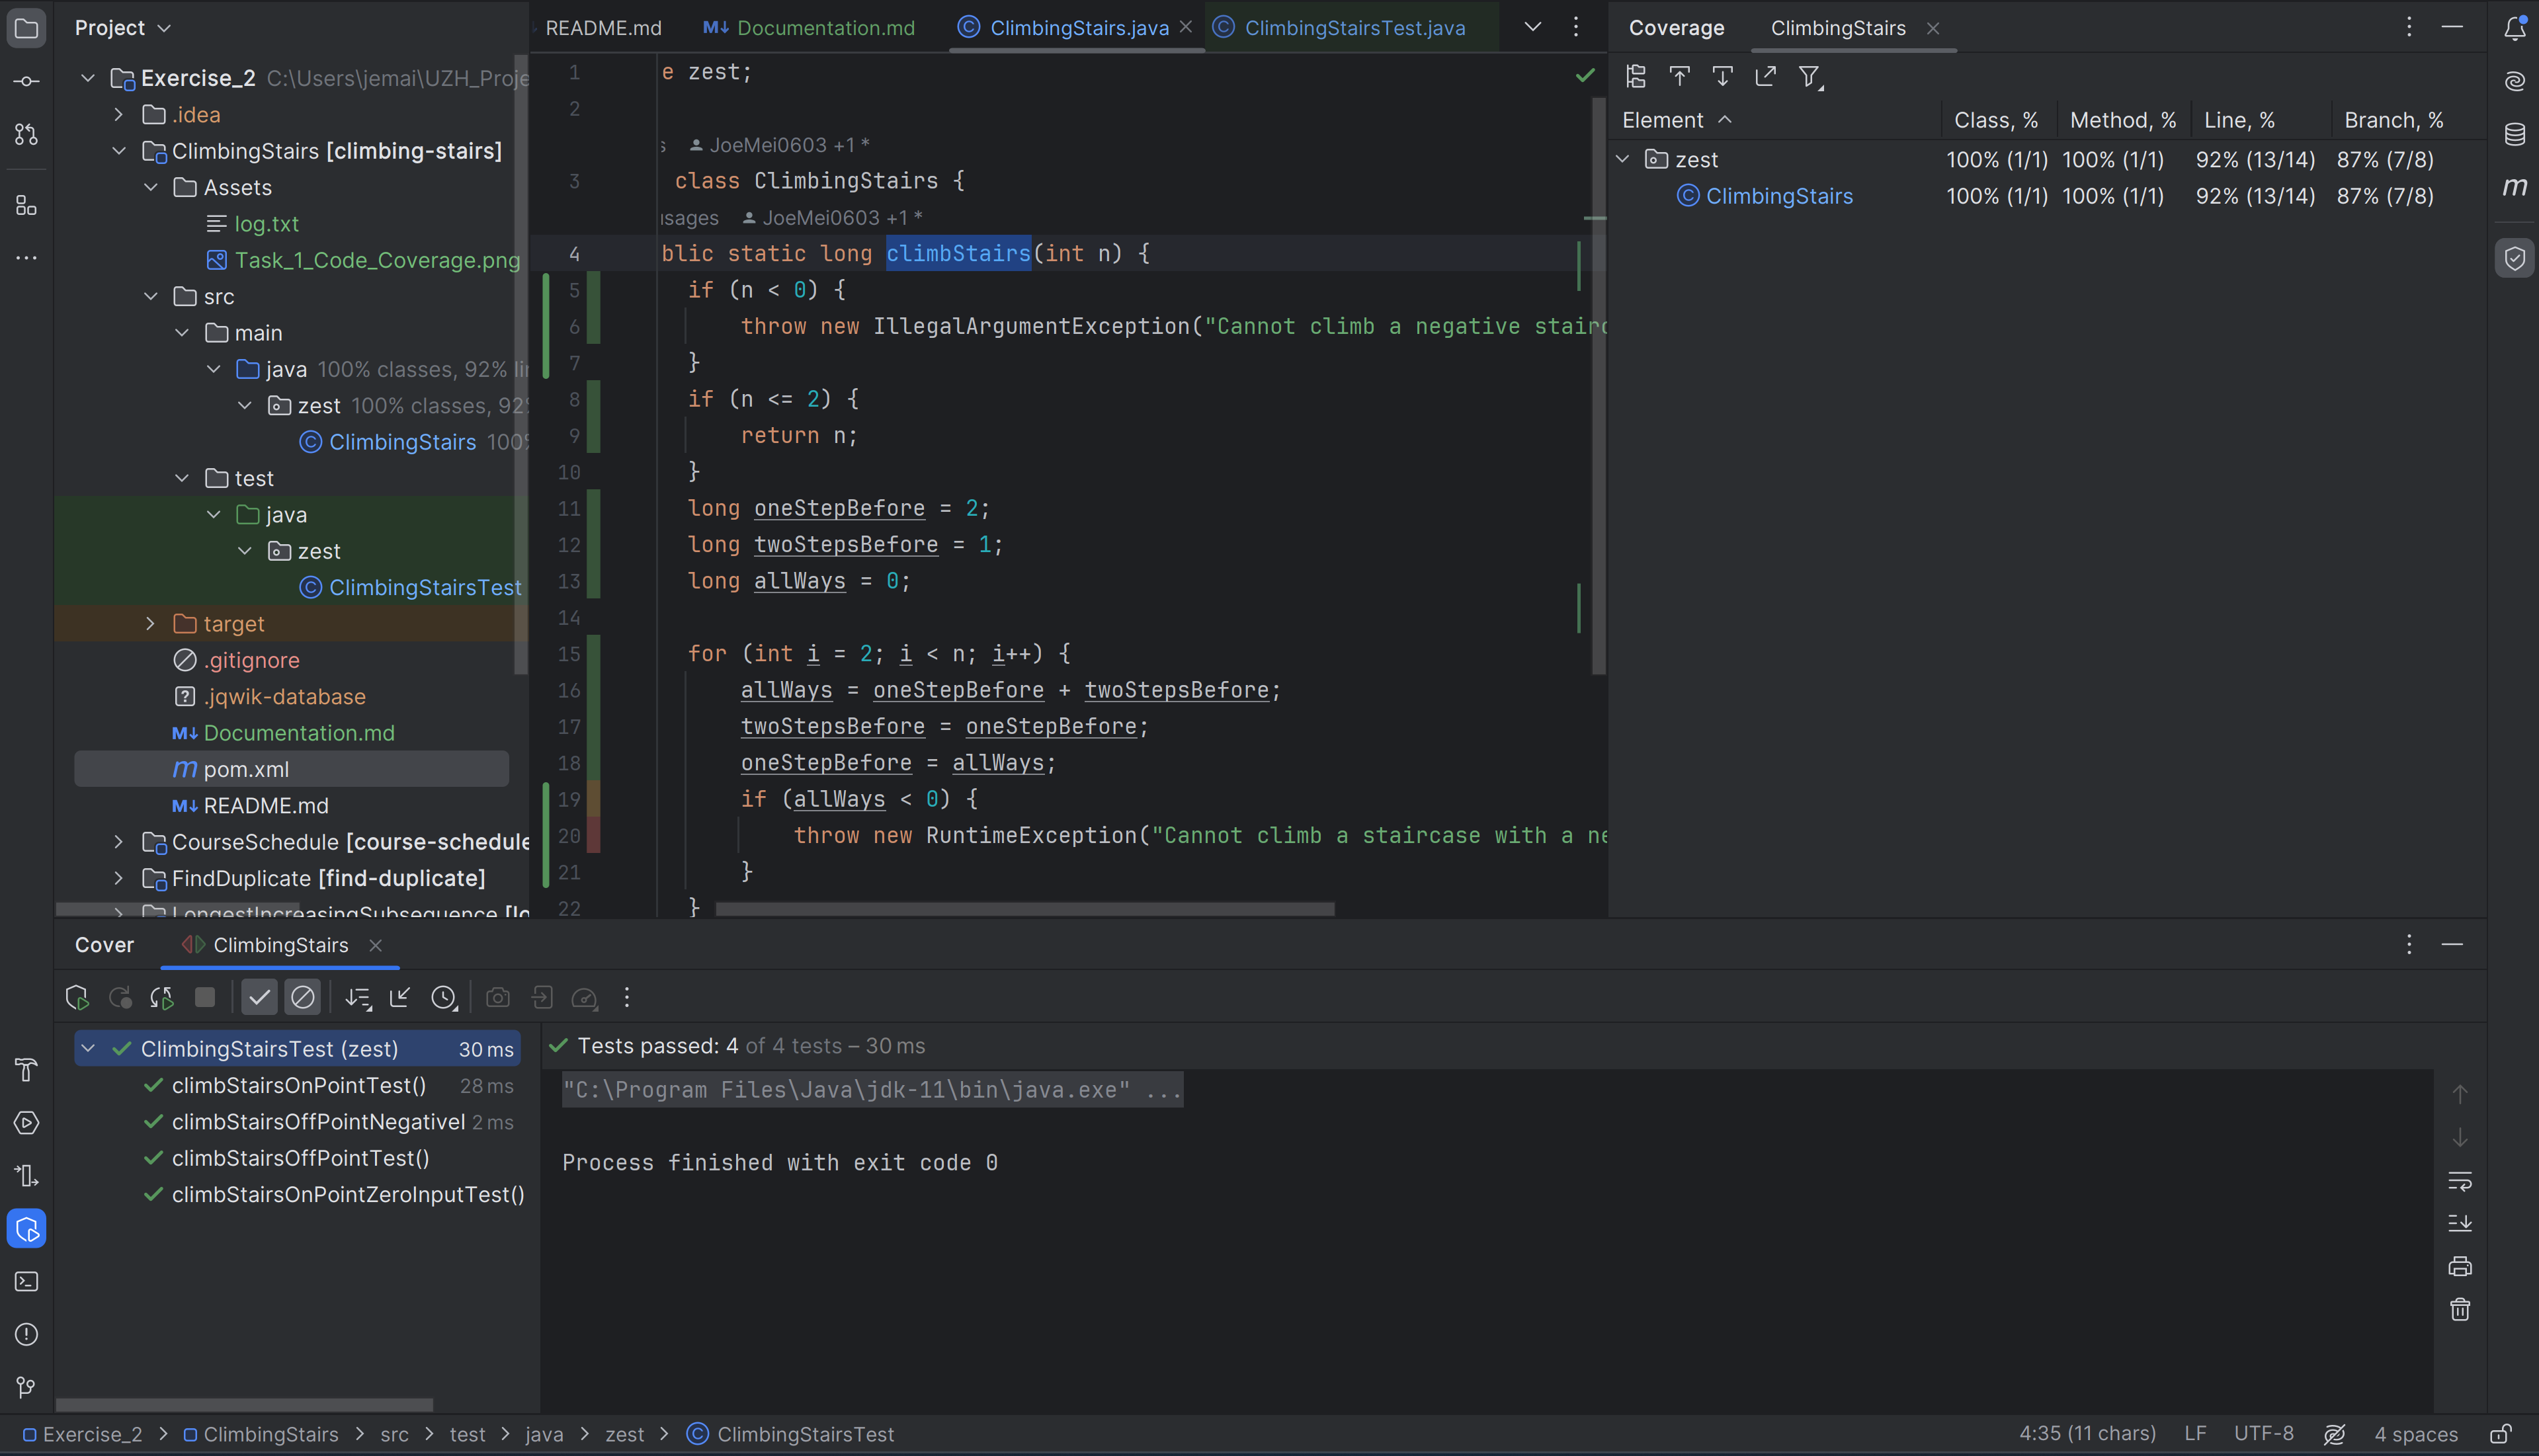 Project
Exercise_2 C:\Users\jemai\UZH_Proje
.idea
ClimbingStairs [climbing-stairs]
Assets
log.txt
Task_1_Code_Coverage.png
src
main
java 100% classes, 92% li
zest 100% classes, 92
ClimbingStairs 100%
test
java
zest
ClimbingStairsTest
target
.gitignore
.jqwik-database
Documentation.md
pom.xml
README.md
CourseSchedule [course-schedule
FindDuplicate [find-duplicate]
LongestIncreasingSubsequence [lo
README.md Documentation.md ClimbingStairs.java ClimbingStairsTest.java
1 e zest;
2
s JoeMei0603 +1 *
3 class ClimbingStairs {
usages JoeMei0603 +1 *
4 blic static long climbStairs(int n) {
5 if (n < 0) {
6 throw new IllegalArgumentException("Cannot climb a negative stairc
7 }
8 if (n <= 2) {
9 return n;
10 }
11 long oneStepBefore = 2;
12 long twoStepsBefore = 1;
13 long allWays = 0;
14
15 for (int i = 2; i < n; i++) {
16 allWays = oneStepBefore + twoStepsBefore;
17 twoStepsBefore = oneStepBefore;
18 oneStepBefore = allWays;
19 if (allWays < 0) {
20 throw new RuntimeException("Cannot climb a staircase with a ne
21 }
22 }
Coverage ClimbingStairs
Element Class, % Method, % Line, % Branch, %
zest 100% (1/1) 100% (1/1) 92% (13/14) 87% (7/8)
ClimbingStairs 100% (1/1) 100% (1/1) 92% (13/14) 87% (7/8)
Cover ClimbingStairs
ClimbingStairsTest (zest) 30 ms
climbStairsOnPointTest() 28 ms
climbStairsOffPointNegativeI 2 ms
climbStairsOffPointTest()
climbStairsOnPointZeroInputTest()
Tests passed: 4 of 4 tests – 30 ms
"C:\Program Files\Java\jdk-11\bin\java.exe" ...
Process finished with exit code 0
Exercise_2 > ClimbingStairs > src > test > java > zest > ClimbingStairsTest
4:35 (11 chars) LF UTF-8 4 spaces